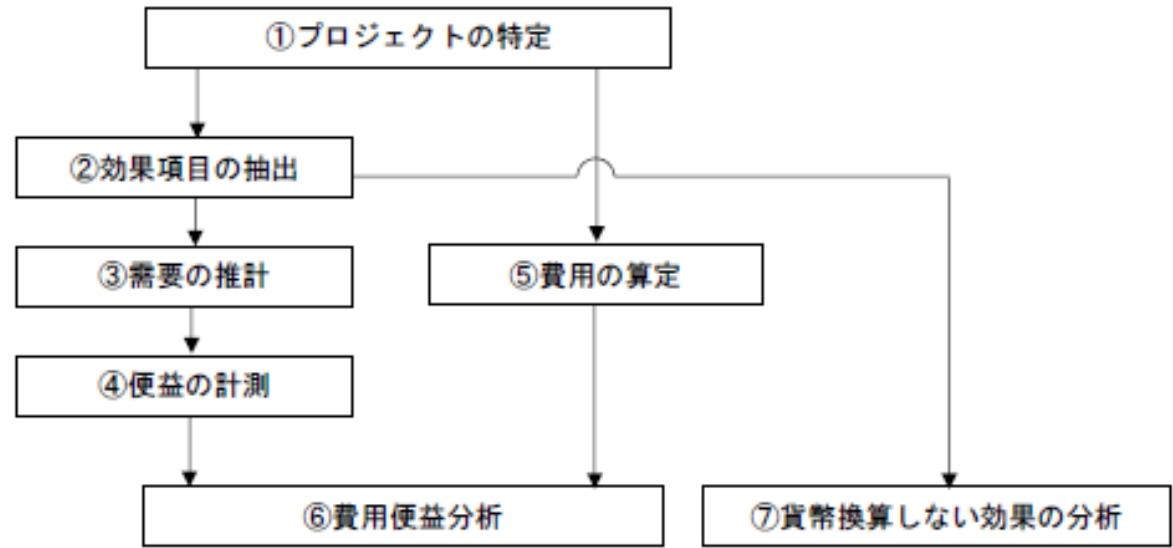 ①プロジェクトの特定
②効果項目の抽出
③需要の推計
④便益の計測
⑤費用の算定
⑥費用便益分析
⑦貨幣換算しない効果の分析